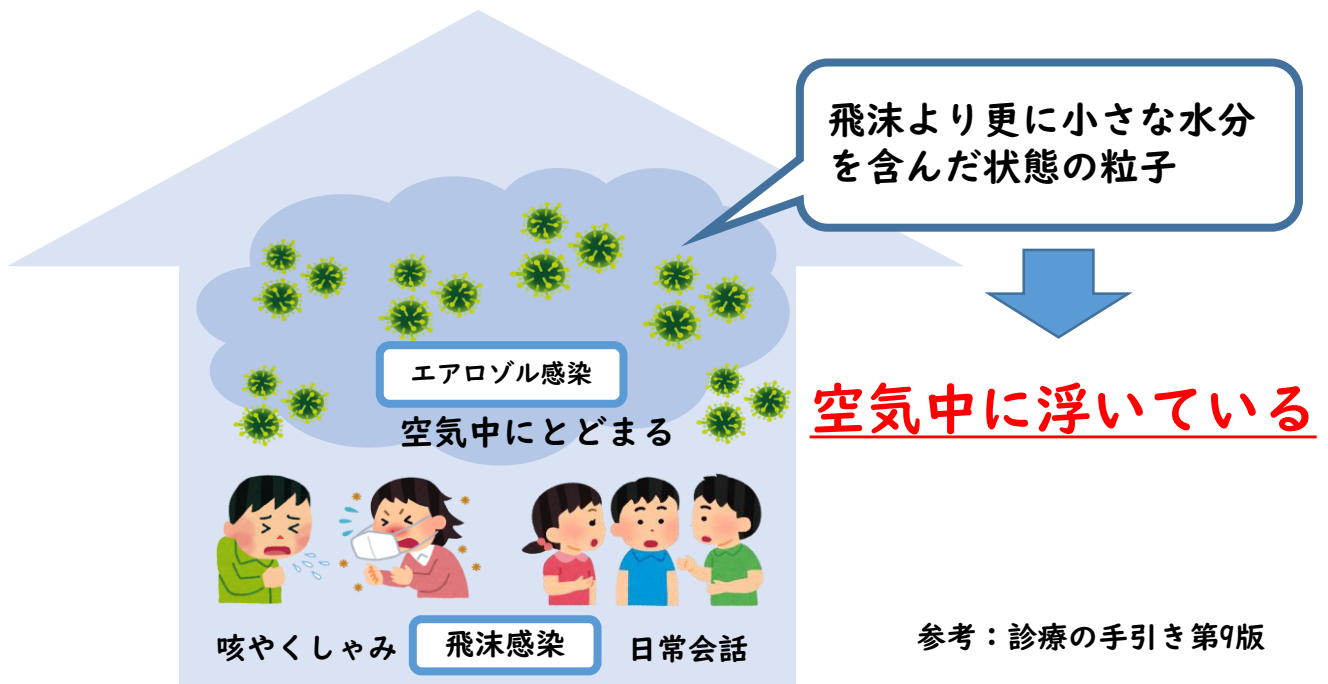 飛沫より更に小さな水分
を含んだ状態の粒子
エアロゾル感染
空気中にとどまる
空気中に浮いている
咳やくしゃみ
飛沫感染
日常会話
参考：診療の手引き第9版